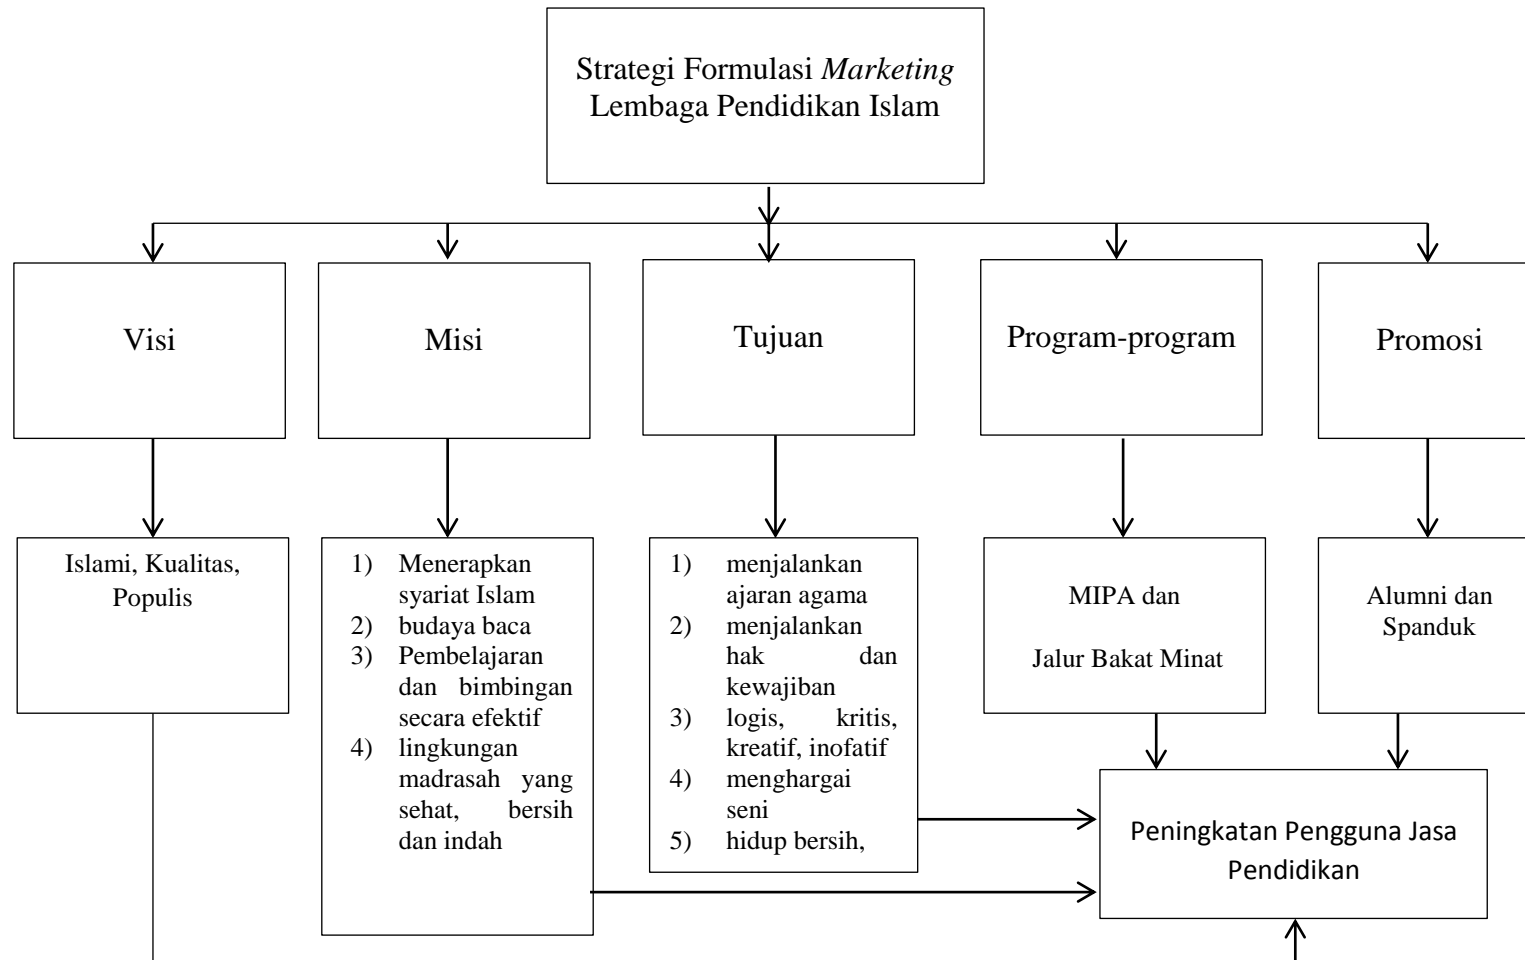 Strategi Formulasi Marketing
Lembaga Pendidikan Islam
Visi
Misi
Tujuan
Program-program
Promosi
Islami, Kualitas,
Populis
1) Menerapkan
syariat Islam
2) budaya baca
3) Pembelajaran
dan bimbingan
secara efektif
4) lingkungan
madrasah yang
sehat, bersih
dan indah
1) menjalankan
ajaran agama
2) menjalankan
hak dan
kewajiban
3) logis, kritis,
kreatif, inofatif
4) menghargai
seni
5) hidup bersih,
MIPA dan
Jalur Bakat Minat
Alumni dan
Spanduk
Peningkatan Pengguna Jasa
Pendidikan